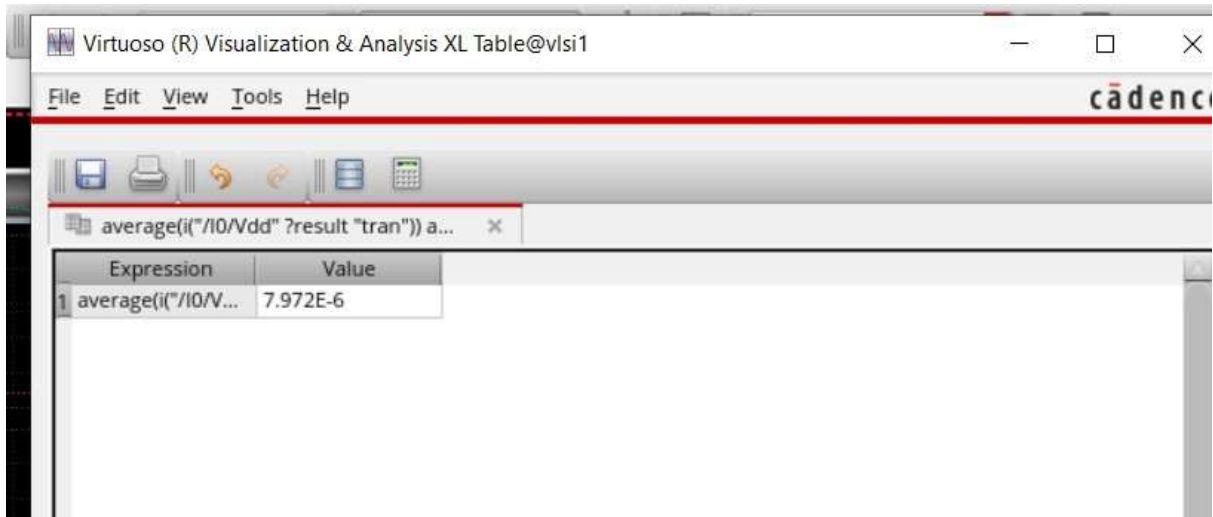 Virtuoso (R) Visualization & Analysis XL Table@vlsi1
File Edit View Tools Help
cādence
average(i("/I0/Vdd" ?result "tran")) a...
Expression Value
1 average(i("/I0/V... 7.972E-6